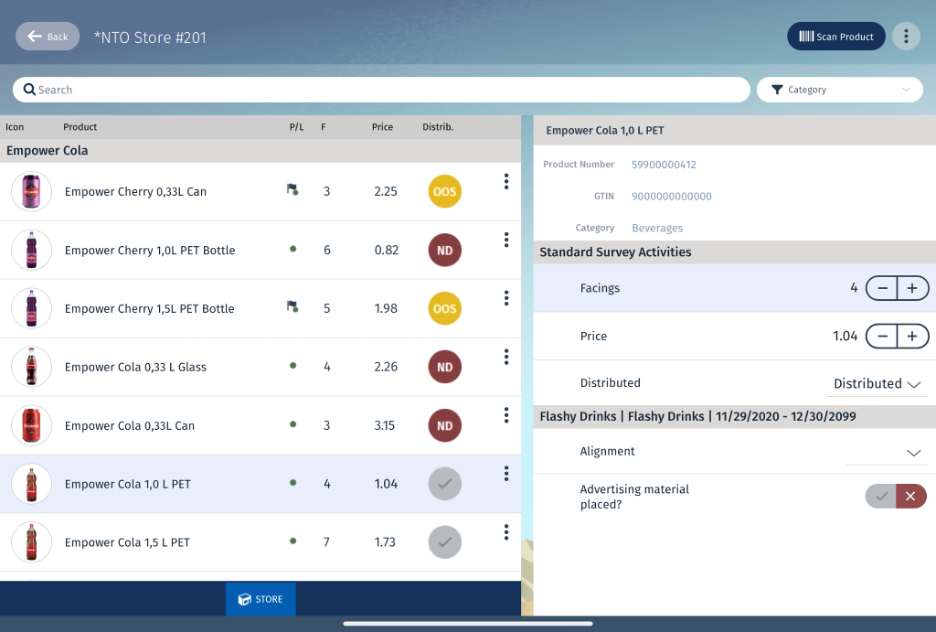 Back
*NTO Store #201
Scan Product
Search
Category
Icon Product P/L F Price Distrib.
Empower Cola
Empower Cherry 0,33L Can 3 2.25 OOS
Empower Cherry 1,0L PET Bottle 6 0.82 ND
Empower Cherry 1,5L PET Bottle 5 1.98 OOS
Empower Cola 0,33 L Glass 4 2.26 ND
Empower Cola 0,33L Can 3 3.15 ND
Empower Cola 1,0 L PET 4 1.04
Empower Cola 1,5 L PET 7 1.73
STORE
Empower Cola 1,0 L PET
Product Number 59900000412
GTIN 9000000000000
Category Beverages
Standard Survey Activities
Facings 4
Price 1.04
Distributed Distributed
Flashy Drinks | Flashy Drinks | 11/29/2020 - 12/30/2099
Alignment
Advertising material
placed?